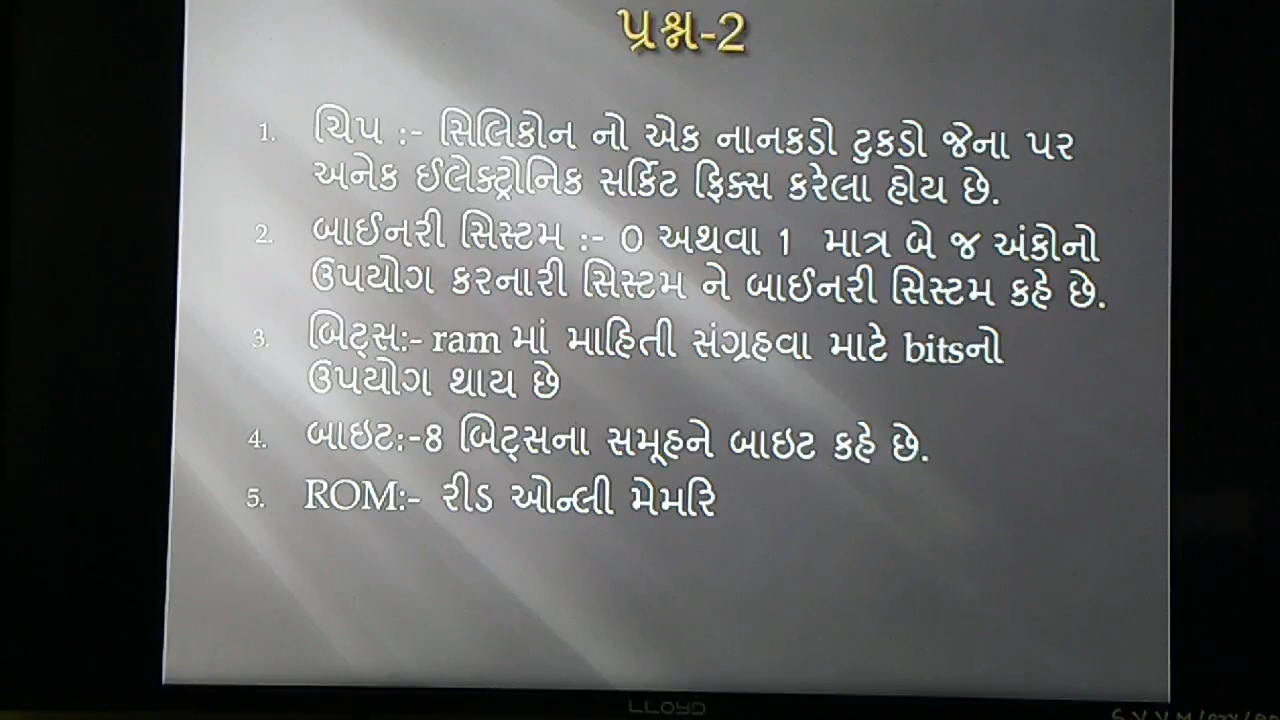 પ્રશ્ન-2
1. ચિપ :- સિલિકોન નો એક નાનકડો ટુકડો જેના પર
અનેક ઈલેક્ટ્રોનિક સર્કિટ ફિક્સ કરેલા હોય છે.
2. બાઈનરી સિસ્ટમ :- 0 અથવા 1 માત્ર બે જ અંકોનો
ઉપયોગ કરનારી સિસ્ટમ ને બાઈનરી સિસ્ટમ કહે છે.
3. બિટ્સ:- ram માં માહિતી સંગ્રહવા માટે bitsનો
ઉપયોગ થાય છે
4. બાઇટ:-8 બિટ્સના સમૂહને બાઇટ કહે છે.
5. ROM:- રીડ ઓન્લી મેમરિ
LLOYD